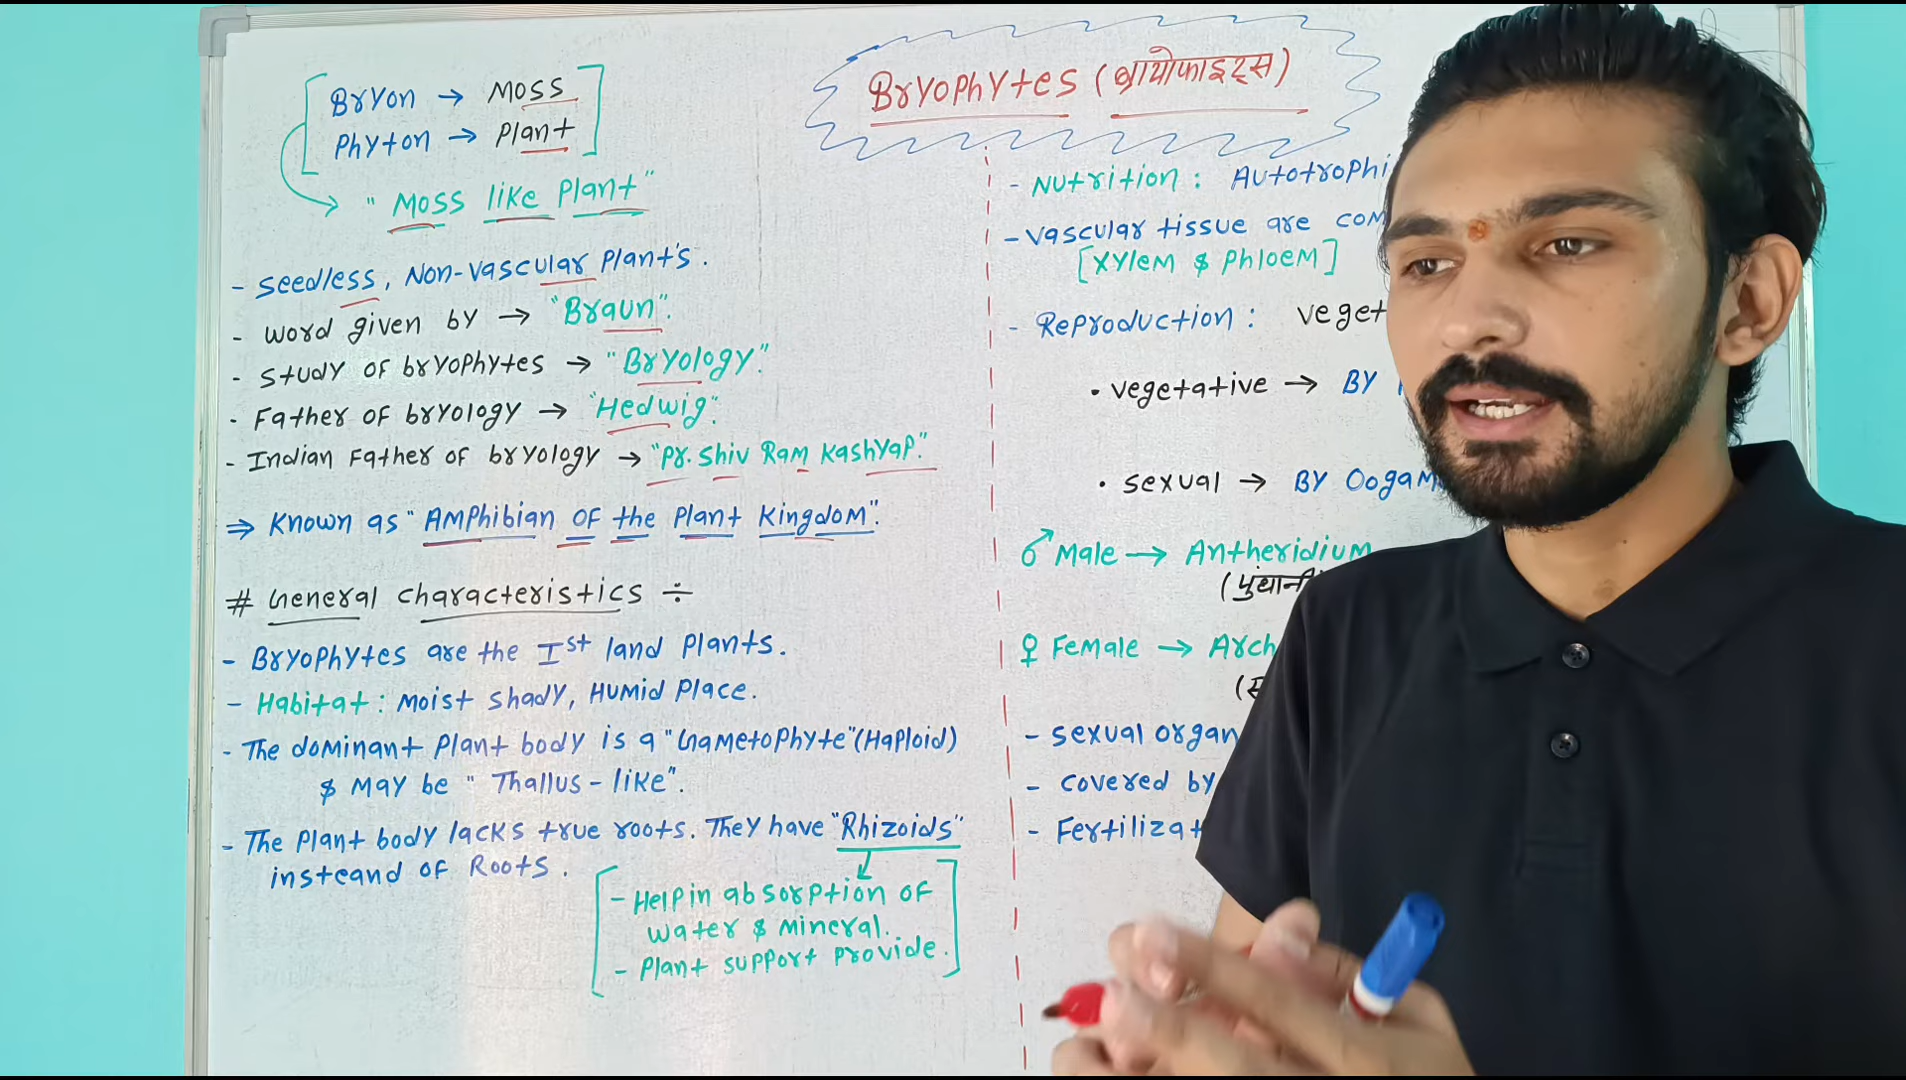 Bryophytes (ब्रायोफाइट्स)
Bryon → Moss
Phyton → Plant
"Moss like Plant"
- seedless, Non-vascular Plant's.
- word given by → "Braun".
- study of bryophytes → "Bryology".
- Father of bryology → "Hedwig".
- Indian Father of bryology → "Pr. Shiv Ram Kashyap."
⇒ Known as "Amphibian of the Plant Kingdom".
# General characteristics ÷
- Bryophytes are the Ist land Plants.
- Habitat : Moist shady, Humid Place.
- The dominant Plant body is a "Gametophyte" (Haploid)
$ May be "Thallus-like".
- The Plant body lacks true roots. They have "Rhizoids"
insteand of Roots.
- Help in absorption of
water $ mineral.
- Plant support provide.
- Nutrition : Autotrophi
- Vascular tissue are com
[Xylem $ Phloem]
- Reproduction : veget
• vegetative → By
• sexual → By Oogam
♂ Male → Antheridium
(पुंधानी
♀ Female → Arch
- sexual organ
- covered by
- Fertilizat